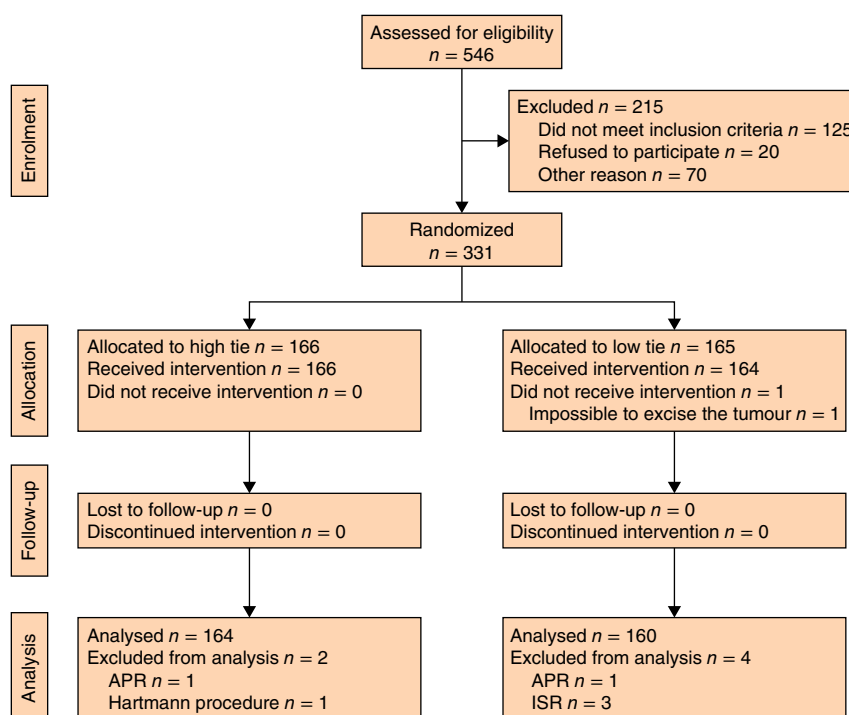 Assessed for eligibility
n = 546
Enrolment
Excluded n = 215
Did not meet inclusion criteria n = 125
Refused to participate n = 20
Other reason n = 70
Randomized
n = 331
Allocation
Allocated to high tie n = 166
Received intervention n = 166
Did not receive intervention n = 0
Allocated to low tie n = 165
Received intervention n = 164
Did not receive intervention n = 1
Impossible to excise the tumour n = 1
Follow-up
Lost to follow-up n = 0
Discontinued intervention n = 0
Lost to follow-up n = 0
Discontinued intervention n = 0
Analysis
Analysed n = 164
Excluded from analysis n = 2
APR n = 1
Hartmann procedure n = 1
Analysed n = 160
Excluded from analysis n = 4
APR n = 1
ISR n = 3